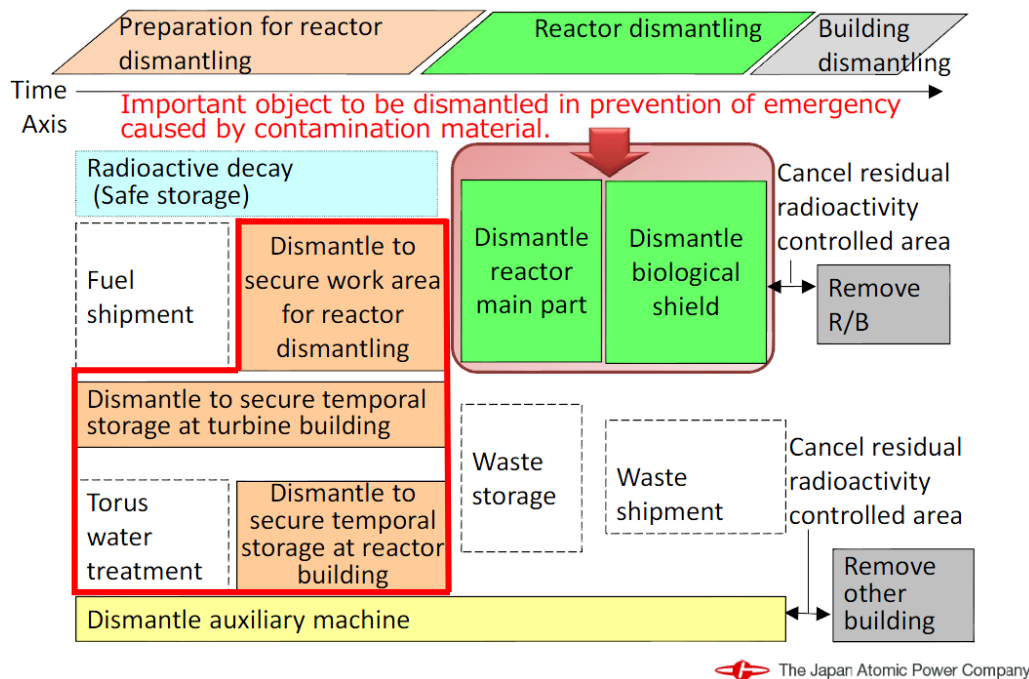 Preparation for reactor
dismantling
Reactor dismantling
Building
dismantling
Time
Axis
Important object to be dismantled in prevention of emergency
caused by contamination material.
Radioactive decay
(Safe storage)
Fuel
shipment
Dismantle to
secure work area
for reactor
dismantling
Dismantle
reactor
main part
Dismantle
biological
shield
Cancel residual
radioactivity
controlled area
Remove
R/B
Dismantle to secure temporal
storage at turbine building
Torus
water
treatment
Dismantle to
secure temporal
storage at reactor
building
Waste
storage
Waste
shipment
Cancel residual
radioactivity
controlled area
Remove
other
building
Dismantle auxiliary machine
The Japan Atomic Power Company